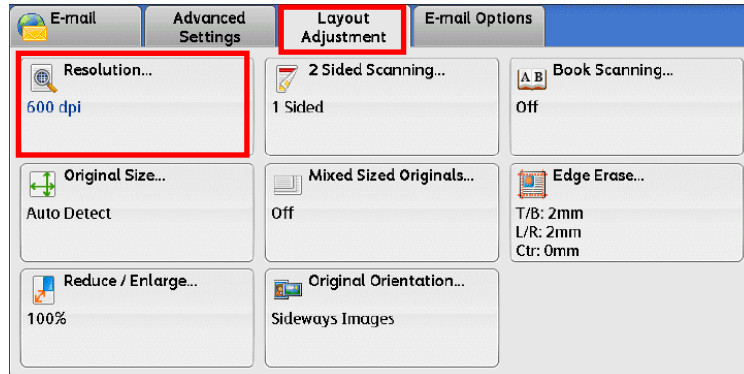 E-mail
Advanced Settings
Layout Adjustment
E-mail Options
Resolution...
600 dpi
2 Sided Scanning...
1 Sided
A B
Book Scanning...
Off
Original Size...
Auto Detect
Mixed Sized Originals...
Off
Edge Erase...
T/B: 2mm
L/R: 2mm
Ctr: 0mm
Reduce / Enlarge...
100%
Original Orientation...
Sideways Images